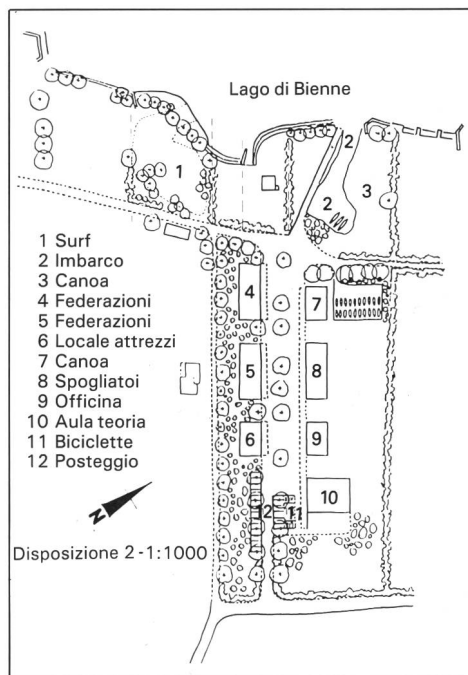 Lago di Bienne
2
1
3
2
1 Surf
2 Imbarco
3 Canoa
4 Federazioni
5 Federazioni
6 Locale attrezzi
7 Canoa
8 Spogliatoi
9 Officina
10 Aula teoria
11 Biciclette
12 Posteggio
4
7
5
8
6
9
10
12
11
N
Disposizione 2-1:1000